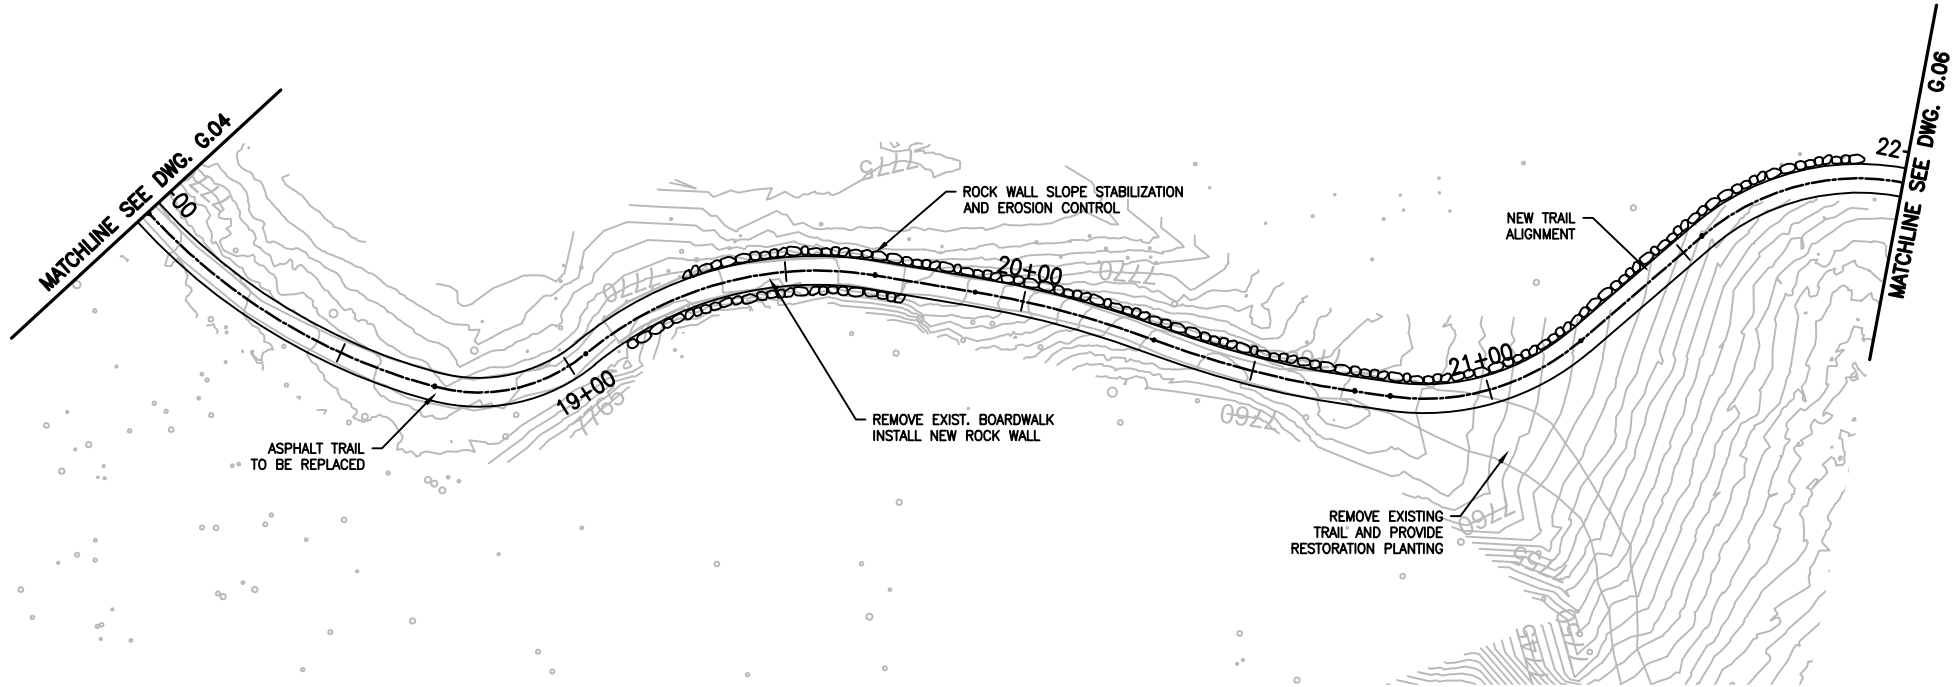 MATCHLINE SEE DWG. G.04
00
7775
ROCK WALL SLOPE STABILIZATION
AND EROSION CONTROL
7770
20+00
7770
NEW TRAIL
ALIGNMENT
22-
MATCHLINE SEE DWG. G.06
19+00
7765
21+00
REMOVE EXIST. BOARDWALK
INSTALL NEW ROCK WALL
7760
ASPHALT TRAIL
TO BE REPLACED
REMOVE EXISTING
TRAIL AND PROVIDE
RESTORATION PLANTING
7760
7755